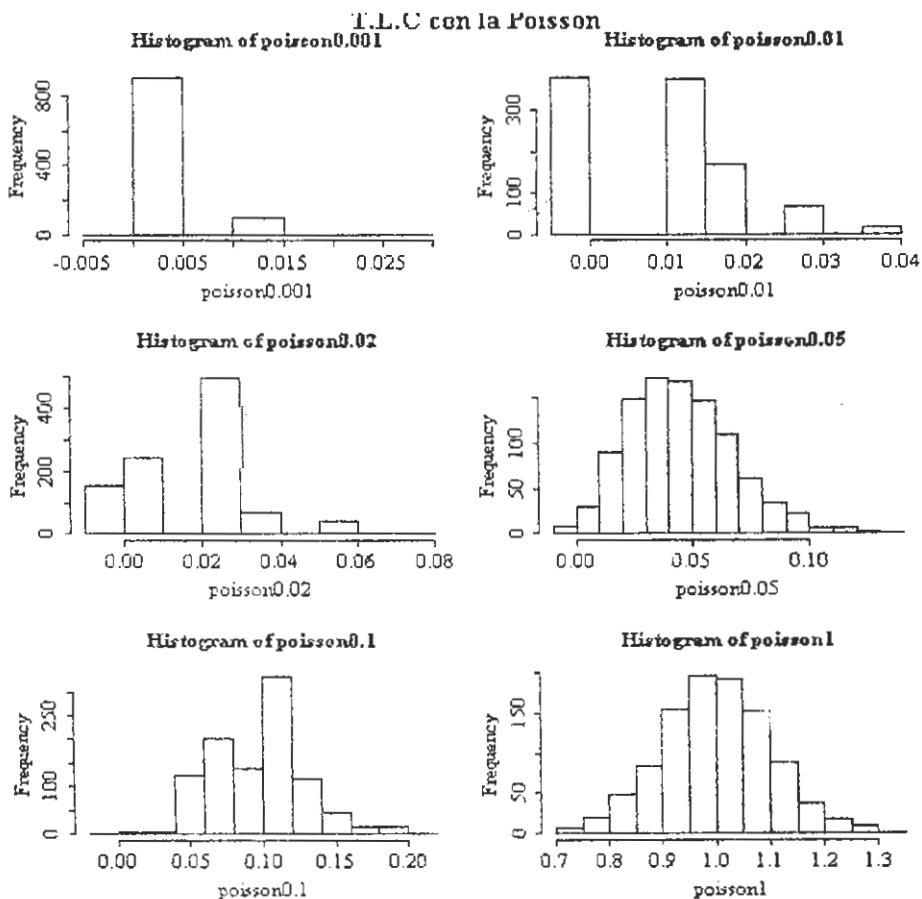 T.L.C con la Poisson
Histogram of poisson0.001
Histogram of poisson0.01
Frequency
0 400 800
-0.005 0.005 0.015 0.025
poisson0.001
Frequency
0 100 300
0.00 0.01 0.02 0.03 0.04
poisson0.01
Histogram of poisson0.02
Histogram of poisson0.05
Frequency
0 200 400
0.00 0.02 0.04 0.06 0.08
poisson0.02
Frequency
0 50 100
0.00 0.05 0.10
poisson0.05
Histogram of poisson0.1
Histogram of poisson1
Frequency
0 100 250
0.00 0.05 0.10 0.15 0.20
poisson0.1
Frequency
0 50 150
0.7 0.8 0.9 1.0 1.1 1.2 1.3
poisson1